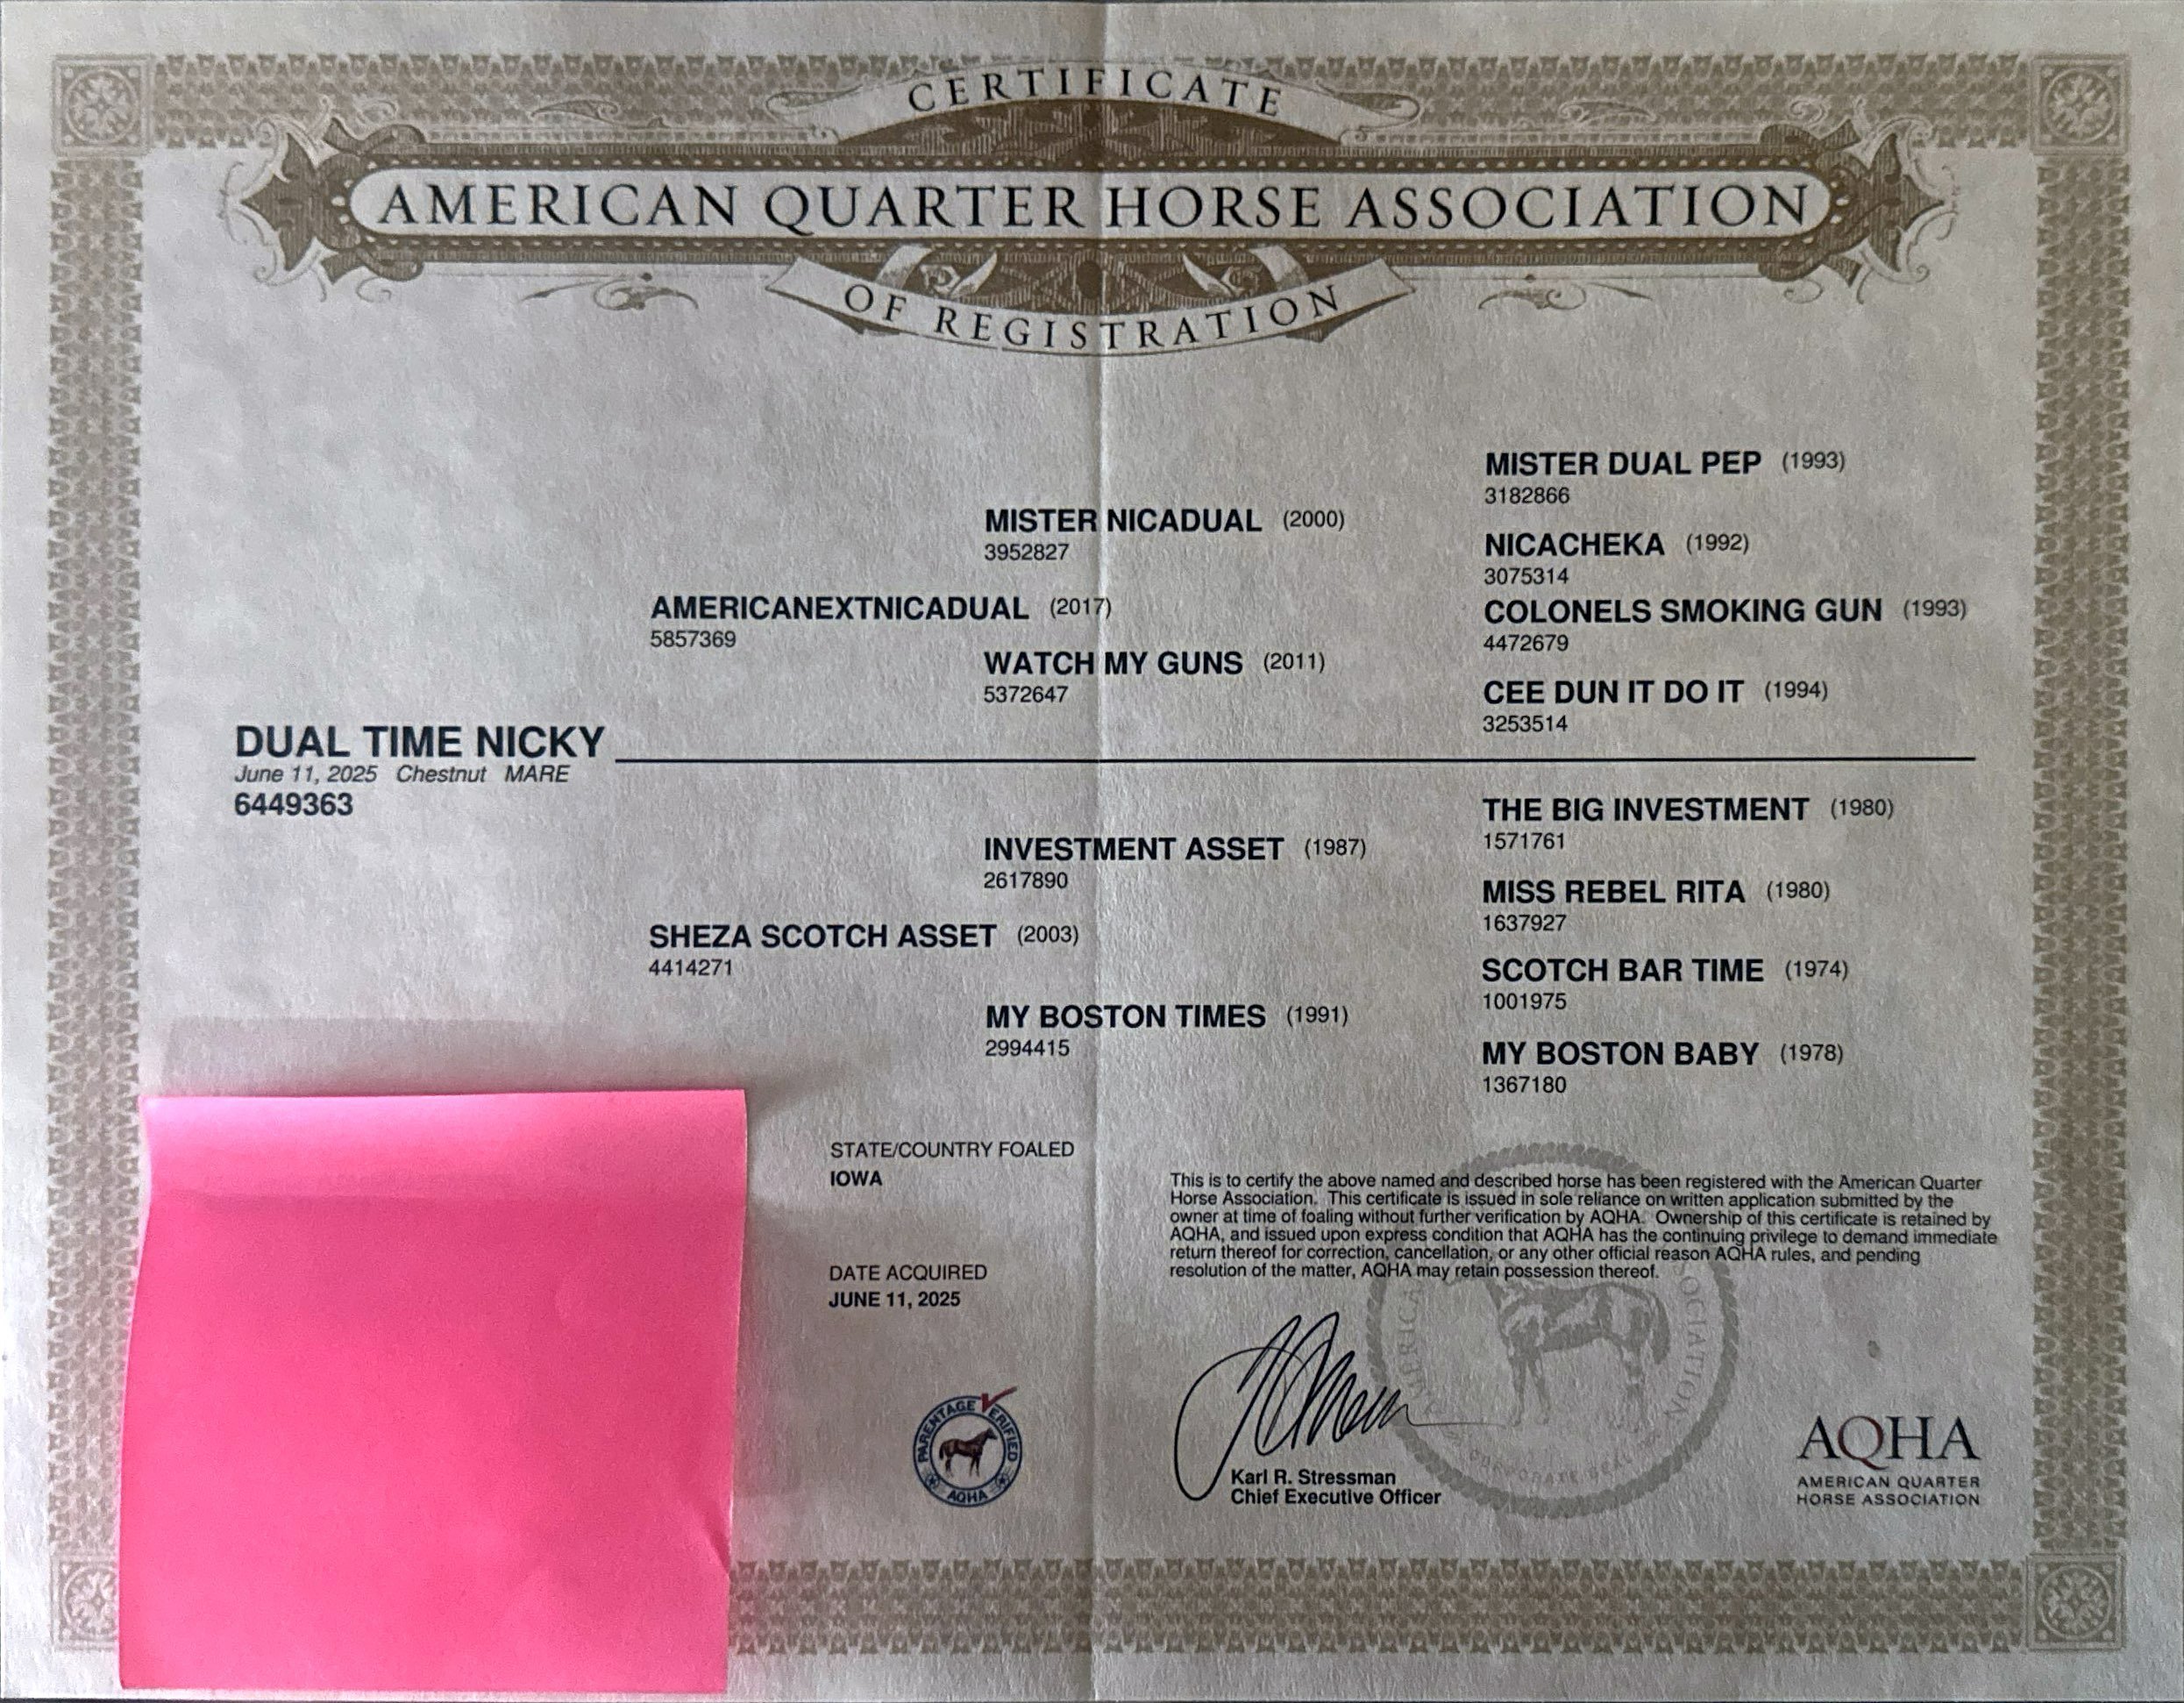 CERTIFICATE
AMERICAN QUARTER HORSE ASSOCIATION
OF REGISTRATION
MISTER DUAL PEP (1993)
3182866
MISTER NICADUAL (2000)
3952827
NICACHEKA (1992)
3075314
AMERICANEXTNICADUAL (2017)
5857369
COLONELS SMOKING GUN (1993)
4472679
WATCH MY GUNS (2011)
5372647
CEE DUN IT DO IT (1994)
3253514
DUAL TIME NICKY
June 11, 2025 Chestnut MARE
6449363
THE BIG INVESTMENT (1980)
1571761
INVESTMENT ASSET (1987)
2617890
MISS REBEL RITA (1980)
1637927
SHEZA SCOTCH ASSET (2003)
4414271
SCOTCH BAR TIME (1974)
1001975
MY BOSTON TIMES (1991)
2994415
MY BOSTON BABY (1978)
1367180
STATE/COUNTRY FOALED
IOWA
DATE ACQUIRED
JUNE 11, 2025
This is to certify the above named and described horse has been registered with the American Quarter
Horse Association. This certificate is issued in sole reliance on written application submitted by the
owner at time of foaling without further verification by AQHA. Ownership of this certificate is retained by
AQHA, and issued upon express condition that AQHA has the continuing privilege to demand immediate
return thereof for correction, cancellation, or any other official reason AQHA rules, and pending
resolution of the matter, AQHA may retain possession thereof.
PARENTAGE VERIFIED
AQHA
Karl R. Stressman
Chief Executive Officer
CORPORATE SEAL
AQHA
AMERICAN QUARTER
HORSE ASSOCIATION